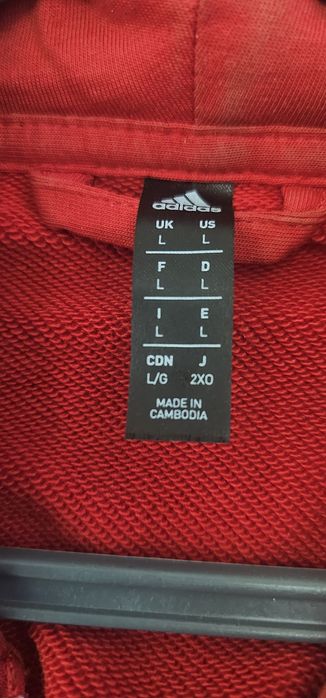 adidas
UK US
L L
F D
L L
I E
L L
CDN J
L/G 2XO
MADE IN
CAMBODIA